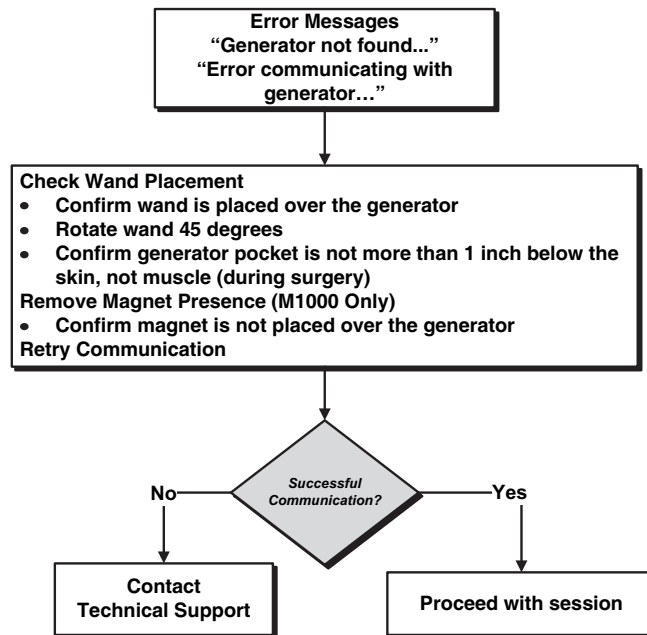 Error Messages
“Generator not found...”
“Error communicating with
generator…”
Check Wand Placement
• Confirm wand is placed over the generator
• Rotate wand 45 degrees
• Confirm generator pocket is not more than 1 inch below the
skin, not muscle (during surgery)
Remove Magnet Presence (M1000 Only)
• Confirm magnet is not placed over the generator
Retry Communication
Successful
Communication?
No
Yes
Contact
Technical Support
Proceed with session